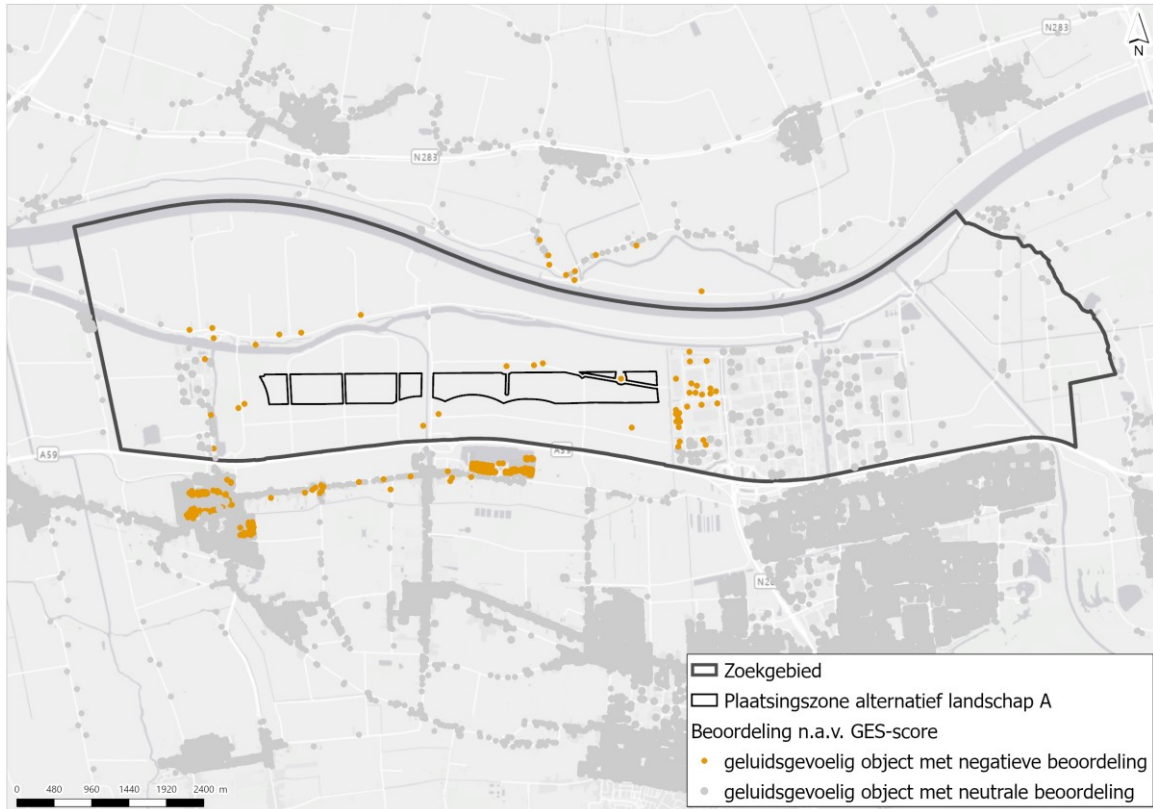 N283
N
N283
A59
A59
Zoekgebied
Plaatsingszone alternatief landschap A
Beoordeling n.a.v. GES-score
geluidsgevoelig object met negatieve beoordeling
geluidsgevoelig object met neutrale beoordeling
0 480 960 1440 1920 2400 m